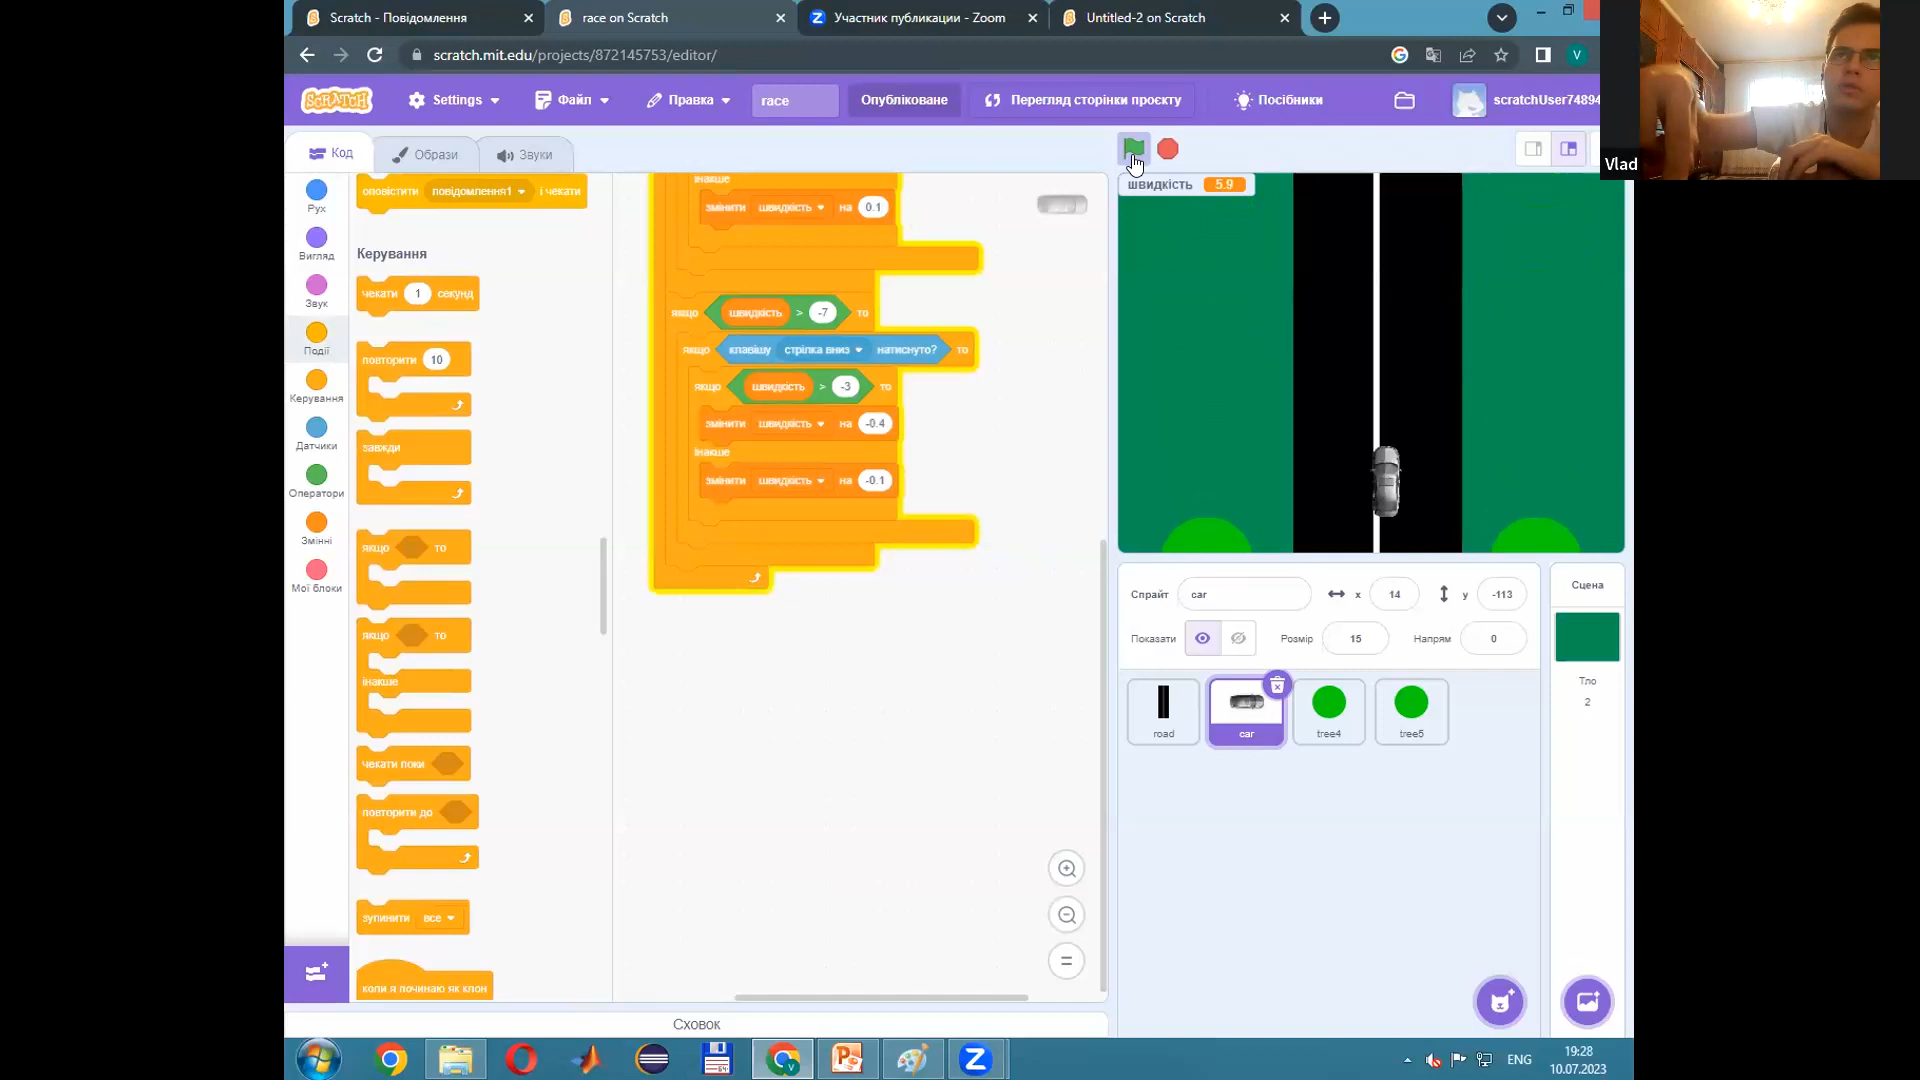 Scratch - Повідомлення
race on Scratch
Участник публикации - Zoom
Untitled-2 on Scratch
scratch.mit.edu/projects/872145753/editor/
V
SCRATCH
Settings
Файл
Правка
race
Опубліковане
Перегляд сторінки проєкту
Посібники
scratchUser74894
Vlad
Код
Образи
Звуки
Рух
Вигляд
Звук
Події
Керування
Датчики
Оператори
Змінні
Мої блоки
оповістити повідомлення1 і чекати
Керування
чекати 1 секунд
повторити 10
завжди
якщо то
якщо то
інакше
чекати поки
повторити до
зупинити все
коли я починаю як клон
інакше
змінити швидкість на 0.1
якщо швидкість > -7 то
якщо клавішу стрілка вниз натиснуто? то
якщо швидкість > -3 то
змінити швидкість на -0.4
інакше
змінити швидкість на -0.1
швидкість 5.9
Спрайт car x 14 y -113
Показати Розмір 15 Напрям 0
road
car
tree4
tree5
Сцена
Тло
2
Сховок
ENG
19:28
10.07.2023